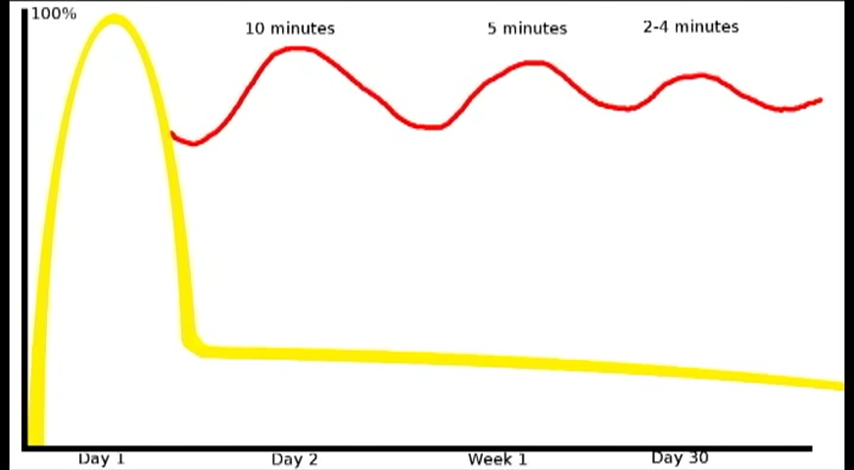 100%
10 minutes
5 minutes
2-4 minutes
Day 1
Day 2
Week 1
Day 30